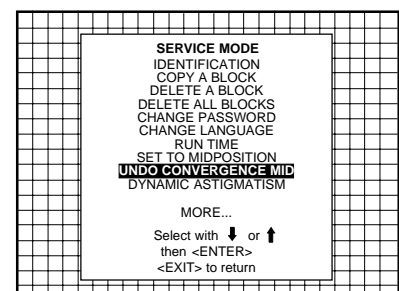 SERVICE MODE
IDENTIFICATION
COPY A BLOCK
DELETE A BLOCK
DELETE ALL BLOCKS
CHANGE PASSWORD
CHANGE LANGUAGE
RUN TIME
SET TO MIDPOSITION
UNDO CONVERGENCE MID
DYNAMIC ASTIGMATISM
MORE...
Select with ⬇ or ⬆
then <ENTER>
<EXIT> to return